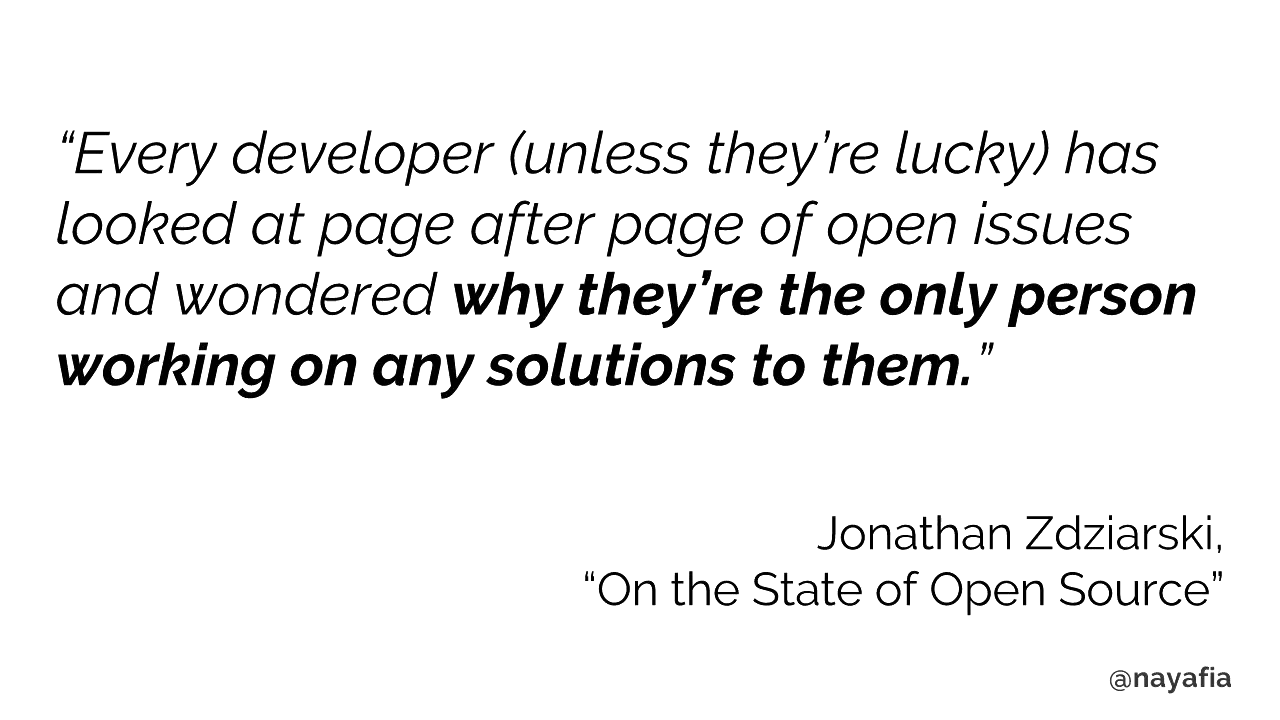 “Every developer (unless they’re lucky) has
looked at page after page of open issues
and wondered why they’re the only person
working on any solutions to them.”
Jonathan Zdziarski,
“On the State of Open Source”
@nayafia